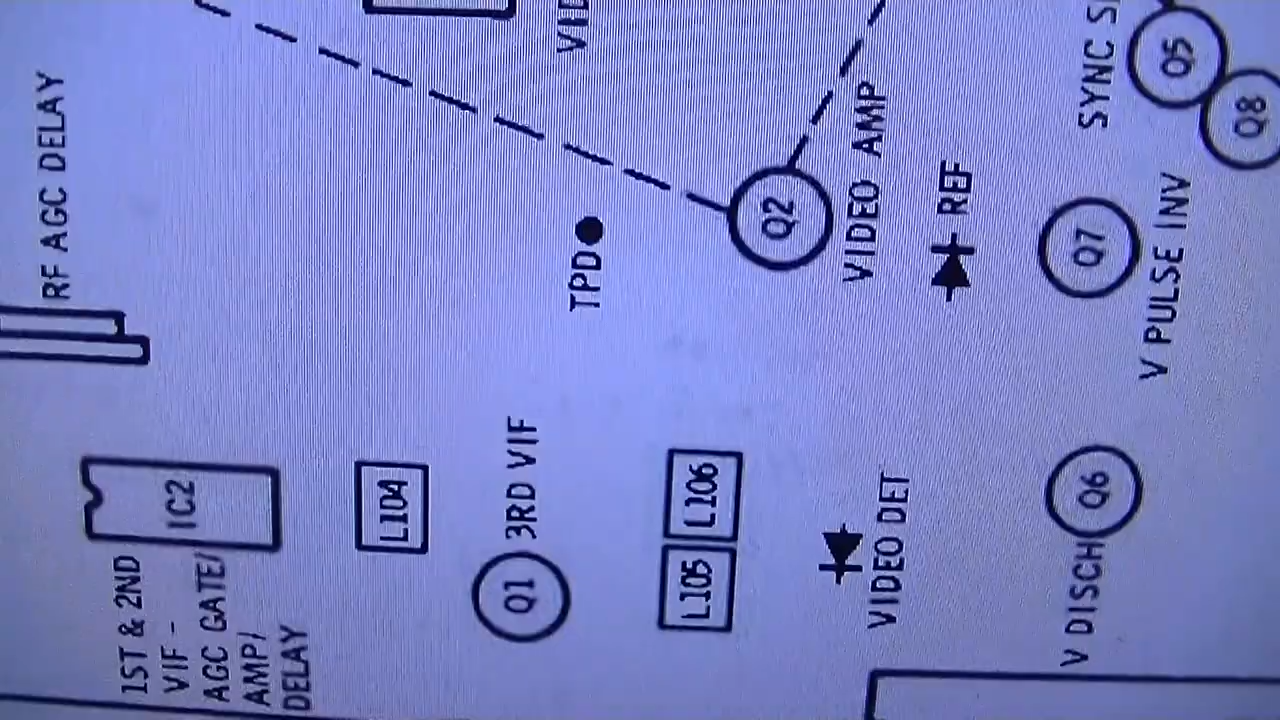 RF AGC DELAY
IC2
1ST & 2ND
VIF -
AGC GATE/
AMP/
DELAY
L104
Q1
3RD VIF
TPD
L105
L106
Q2
VIDEO AMP
REF
VIDEO DET
SYNC
Q5
Q8
Q7
V PULSE INV
Q6
V DISCH